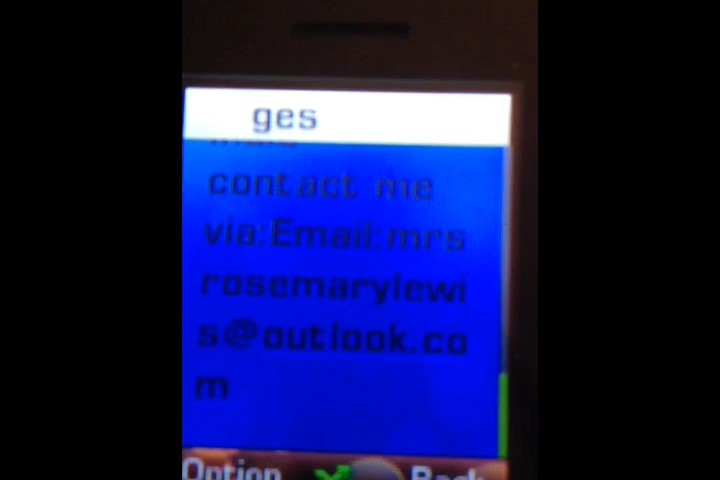 ges
contact me
via:Email:mrs
rosemarylewi
s@outlook.co
m
Option
Back